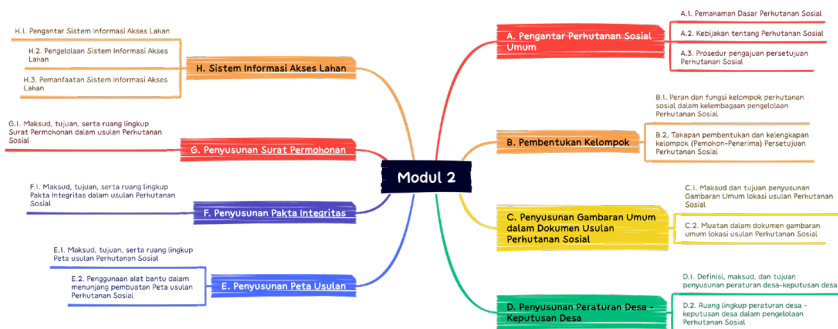 Modul 2
A. Pengantar Perhutanan Sosial
Umum
A.1. Pemahaman Dasar Perhutanan Sosial
A.2. Kebijakan tentang Perhutanan Sosial
A.3. Prosedur pengajuan persetujuan
Perhutanan Sosial
B. Pembentukan Kelompok
B.1. Peran dan fungsi kelompok perhutanan
sosial dalam kelembagaan pengelolaan
Perhutanan Sosial
B.2. Tahapan pembentukan dan kelengkapan
kelompok (Pemohon-Penerima) Persetujuan
Perhutanan Sosial
C. Penyusunan Gambaran Umum
dalam Dokumen Usulan
Perhutanan Sosial
C.1. Maksud dan tujuan penyusunan
Gambaran Umum lokasi usulan Perhutanan
Sosial
C.2. Muatan dalam dokumen gambaran
umum lokasi usulan Perhutanan Sosial
D. Penyusunan Peraturan Desa -
Keputusan Desa
D.1. Definisi, maksud, dan tujuan
penyusunan peraturan desa-keputusan desa
D.2. Ruang lingkup peraturan desa -
keputusan desa dalam pengelolaan
Perhutanan Sosial
E. Penyusunan Peta Usulan
E.1. Maksud, tujuan, serta ruang lingkup
Peta usulan Perhutanan Sosial
E.2. Penggunaan alat bantu dalam
menunjang pembuatan Peta usulan
Perhutanan Sosial
F. Penyusunan Pakta Integritas
F.1. Maksud, tujuan, serta ruang lingkup
Pakta Integritas dalam usulan Perhutanan
Sosial
G. Penyusunan Surat Permohonan
G.1. Maksud, tujuan, serta ruang lingkup
Surat Permohonan dalam usulan Perhutanan
Sosial
H. Sistem Informasi Akses Lahan
H.1. Pengantar Sistem Informasi Akses Lahan
H.2. Pengelolaan Sistem Informasi Akses
Lahan
H.3. Pemanfaatan Sistem Informasi Akses
Lahan